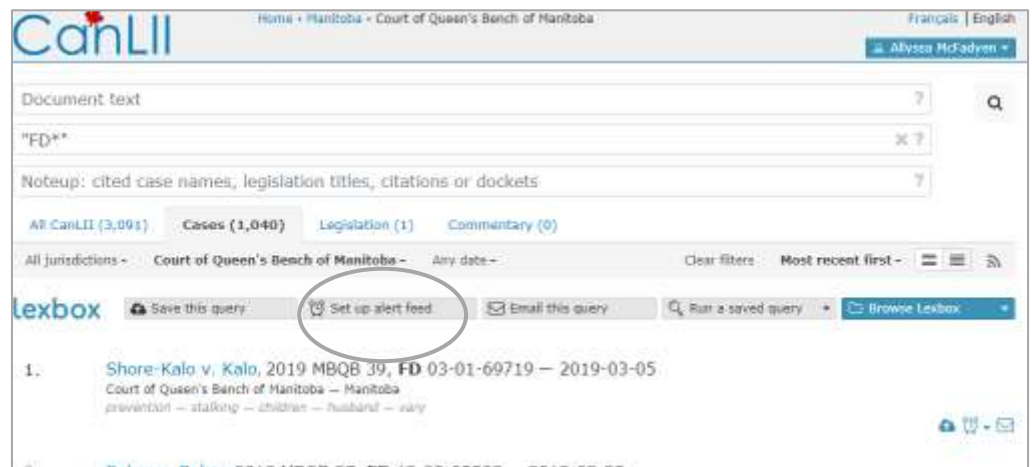 CanLII
Home › Manitoba › Court of Queen's Bench of Manitoba
Français | English
Allyssa McFadyen
Document text ?
"FD*" × ?
Noteup: cited case names, legislation titles, citations or dockets ?
All CanLII (3,091) Cases (1,040) Legislation (1) Commentary (0)
All jurisdictions Court of Queen's Bench of Manitoba Any date Clear filters Most recent first
lexbox Save this query Set up alert feed Email this query Run a saved query Browse Lexbox
1. Shore-Kalo v. Kalo, 2019 MBQB 39, FD 03-01-69719 — 2019-03-05
Court of Queen's Bench of Manitoba — Manitoba
prevention — stalking — children — husband — vary